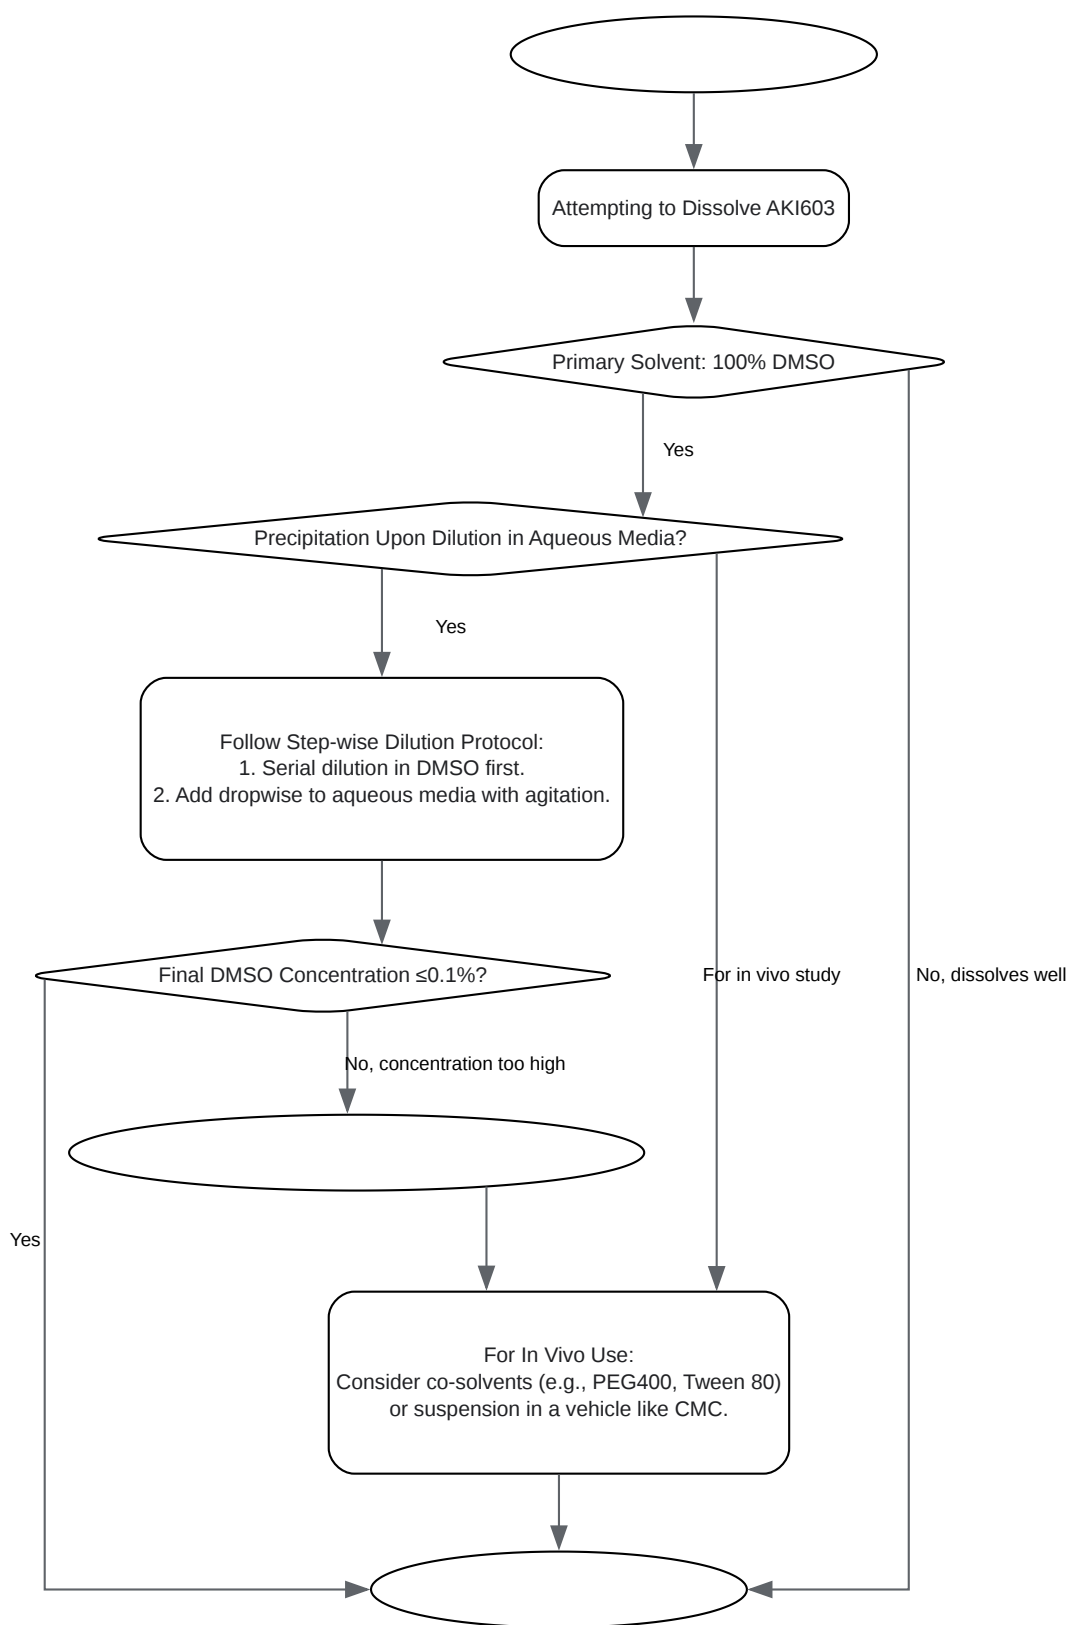 Attempting to Dissolve AKI603
Primary Solvent: 100% DMSO
Yes
Precipitation Upon Dilution in Aqueous Media?
Yes
Follow Step-wise Dilution Protocol:
1. Serial dilution in DMSO first.
2. Add dropwise to aqueous media with agitation.
Final DMSO Concentration ≤0.1%?
For in vivo study
No, dissolves well
No, concentration too high
Yes
For In Vivo Use:
Consider co-solvents (e.g., PEG400, Tween 80)
or suspension in a vehicle like CMC.